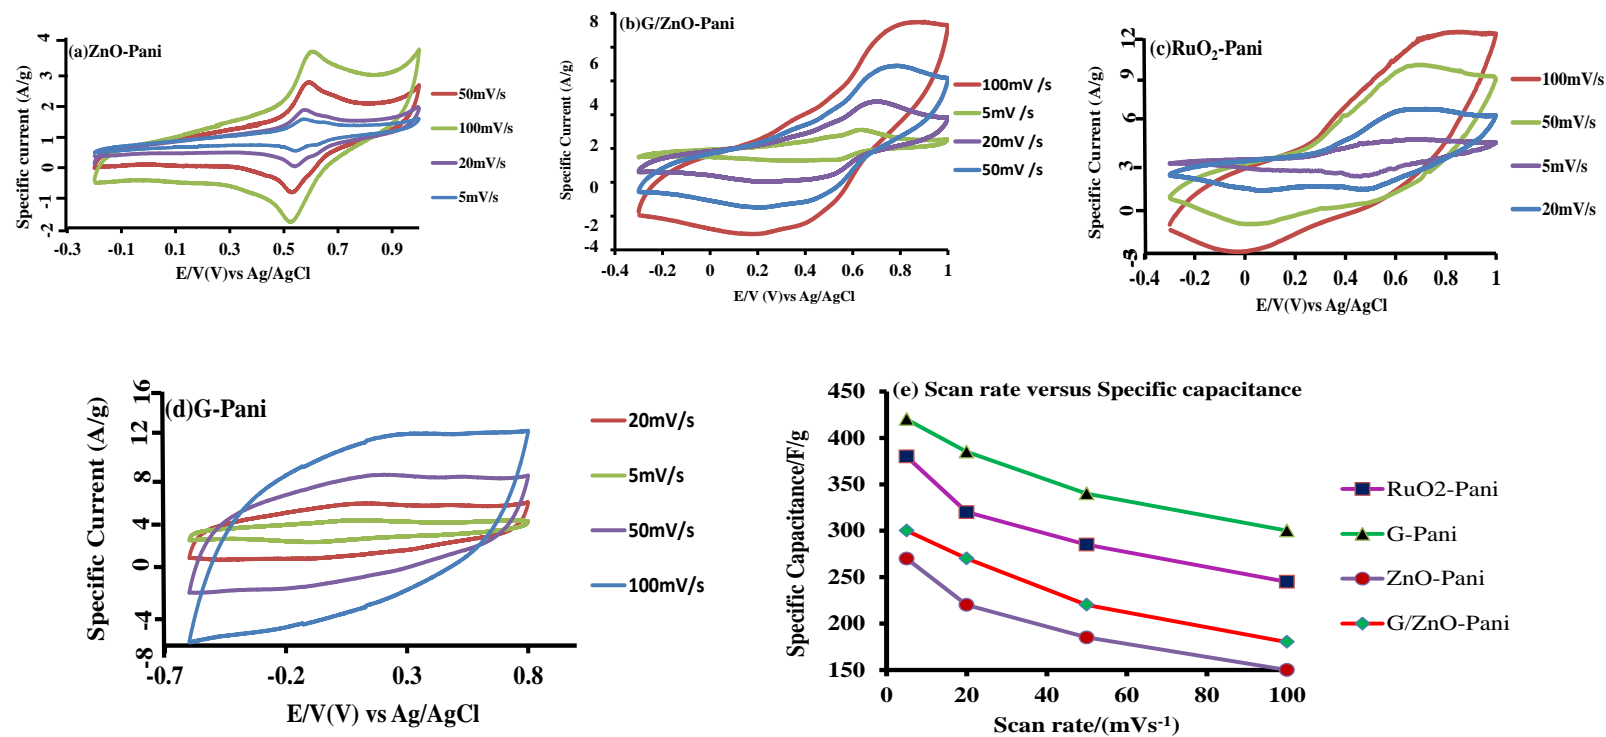 (a)ZnO-Pani
Specific current (A/g)
4
3
2
1
0
-1
-2
-0.3
-0.1
0.1
0.3
0.5
0.7
0.9
E/V(V)vs Ag/AgCl
50mV/s
100mV/s
20mV/s
5mV/s
(b)G/ZnO-Pani
Specific Current (A/g)
8
6
4
2
0
-2
-4
-0.4
-0.2
0
0.2
0.4
0.6
0.8
1
E/V (V)vs Ag/AgCl
100mV /s
5mV /s
20mV /s
50mV /s
(c)RuO₂-Pani
Specific Current (A/g)
12
9
6
3
0
-3
-0.4
-0.2
0
0.2
0.4
0.6
0.8
1
E/V(V)vs Ag/AgCl
100mV/s
50mV/s
5mV/s
20mV/s
(d)G-Pani
Specific Current (A/g)
16
12
8
4
0
-4
-8
-0.7
-0.2
0.3
0.8
E/V(V) vs Ag/AgCl
20mV/s
5mV/s
50mV/s
100mV/s
(e) Scan rate versus Specific capacitance
Specific Capacitance/F/g
450
400
350
300
250
200
150
0
20
40
60
80
100
Scan rate/(mVs⁻¹)
RuO2-Pani
G-Pani
ZnO-Pani
G/ZnO-Pani